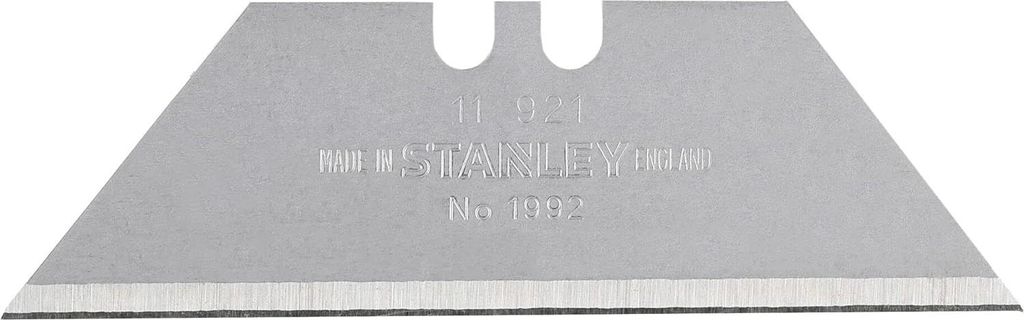 11 921
MADE IN STANLEY ENGLAND
No 1992